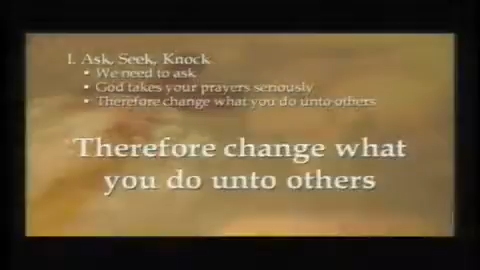 I. Ask, Seek, Knock
• We need to ask
• God takes your prayers seriously
• Therefore change what you do unto others
Therefore change what
you do unto others